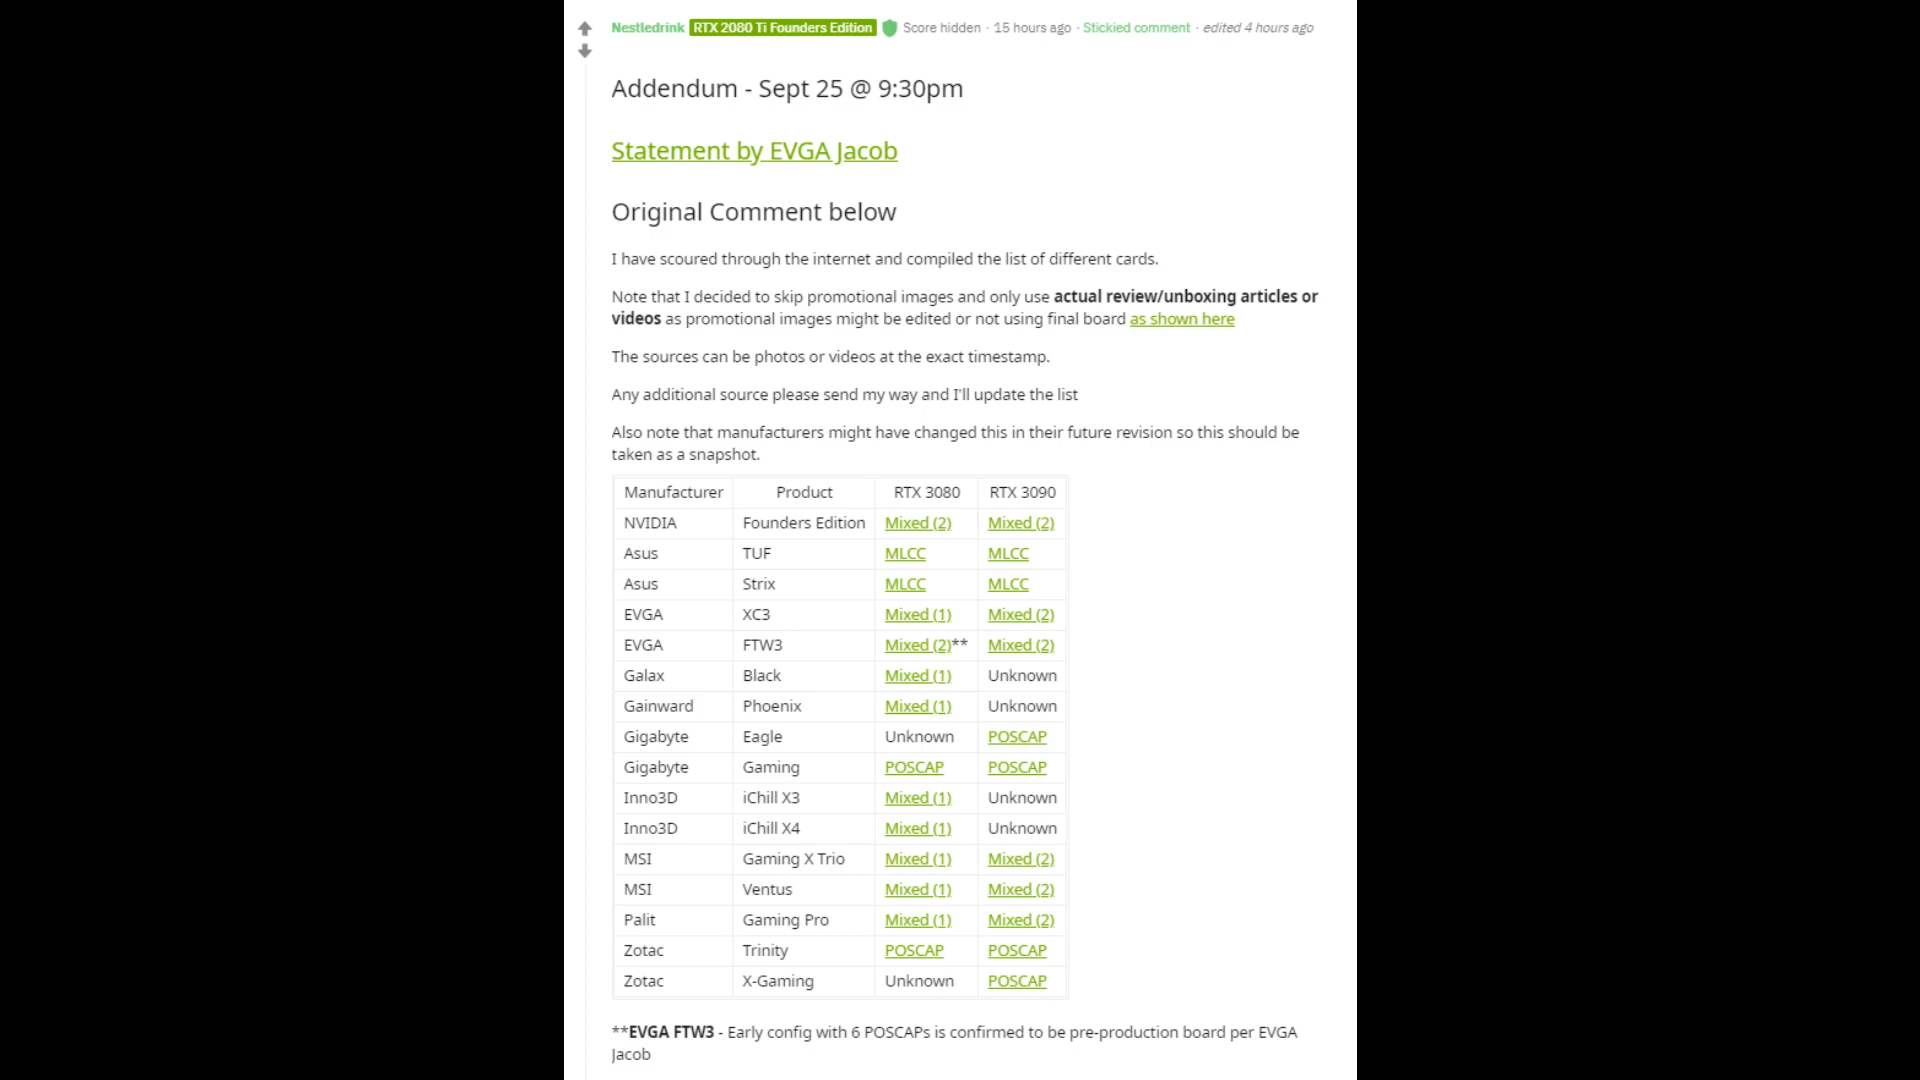 Nestledrink RTX 2080 Ti Founders Edition Score hidden · 15 hours ago · Stickied comment · edited 4 hours ago
Addendum - Sept 25 @ 9:30pm
Statement by EVGA Jacob
Original Comment below
I have scoured through the internet and compiled the list of different cards.
Note that I decided to skip promotional images and only use actual review/unboxing articles or
videos as promotional images might be edited or not using final board as shown here
The sources can be photos or videos at the exact timestamp.
Any additional source please send my way and I'll update the list
Also note that manufacturers might have changed this in their future revision so this should be
taken as a snapshot.
Manufacturer Product RTX 3080 RTX 3090
NVIDIA Founders Edition Mixed (2) Mixed (2)
Asus TUF MLCC MLCC
Asus Strix MLCC MLCC
EVGA XC3 Mixed (1) Mixed (2)
EVGA FTW3 Mixed (2)** Mixed (2)
Galax Black Mixed (1) Unknown
Gainward Phoenix Mixed (1) Unknown
Gigabyte Eagle Unknown POSCAP
Gigabyte Gaming POSCAP POSCAP
Inno3D iChill X3 Mixed (1) Unknown
Inno3D iChill X4 Mixed (1) Unknown
MSI Gaming X Trio Mixed (1) Mixed (2)
MSI Ventus Mixed (1) Mixed (2)
Palit Gaming Pro Mixed (1) Mixed (2)
Zotac Trinity POSCAP POSCAP
Zotac X-Gaming Unknown POSCAP
**EVGA FTW3 - Early config with 6 POSCAPs is confirmed to be pre-production board per EVGA
Jacob